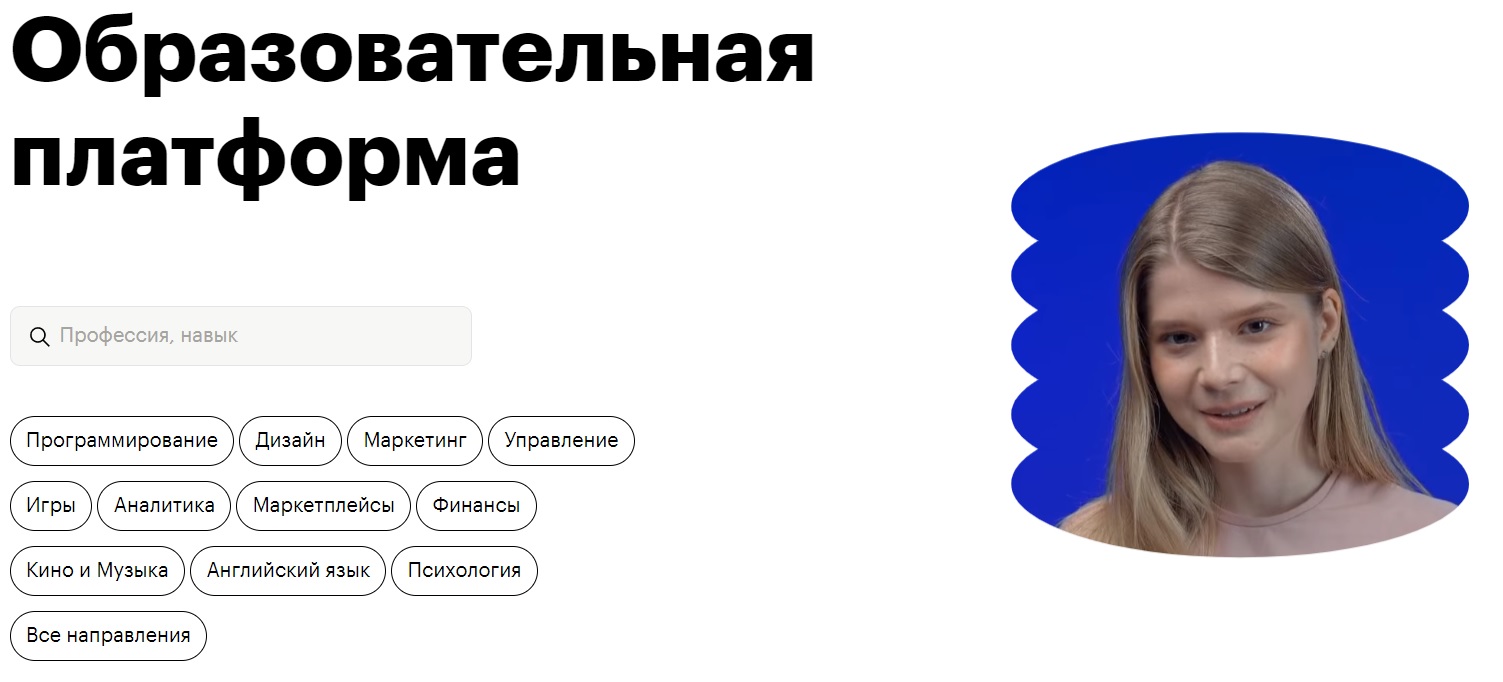 Образовательная
платформа
Профессия, навык
Программирование Дизайн Маркетинг Управление
Игры Аналитика Маркетплейсы Финансы
Кино и Музыка Английский язык Психология
Все направления